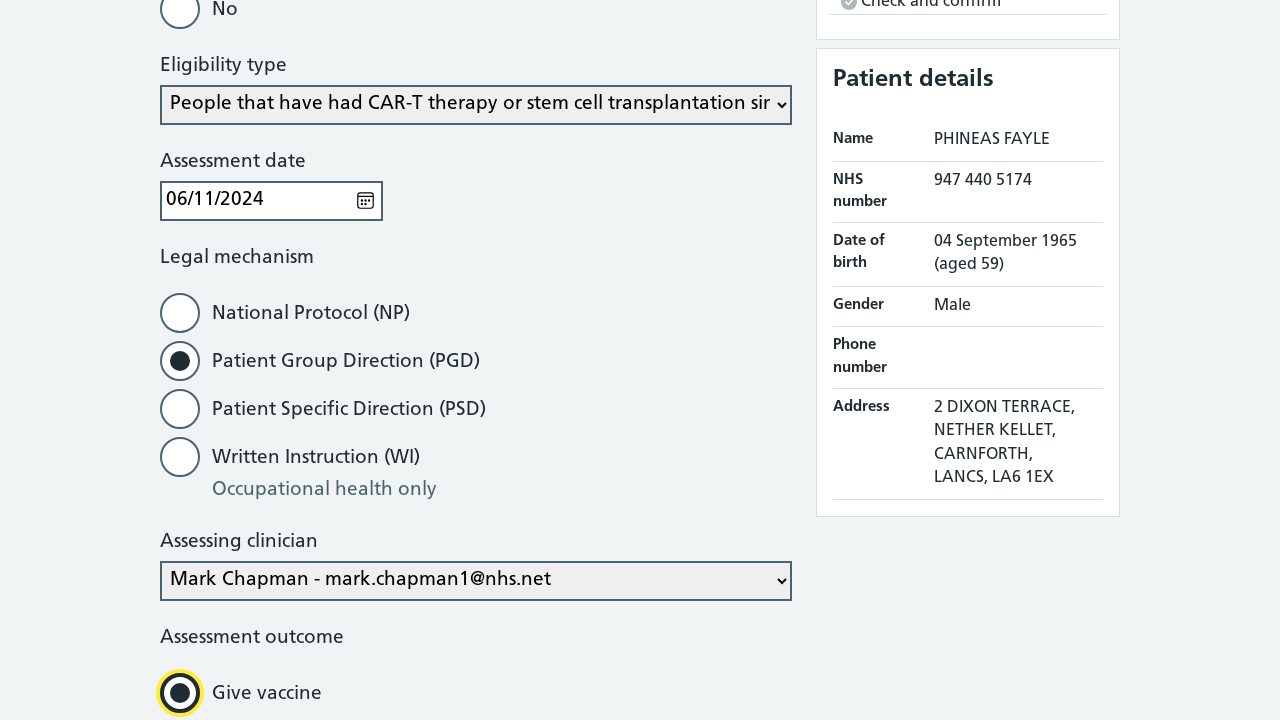 No
Eligibility type
People that have had CAR-T therapy or stem cell transplantation sin
Assessment date
06/11/2024
Legal mechanism
National Protocol (NP)
Patient Group Direction (PGD)
Patient Specific Direction (PSD)
Written Instruction (WI)
Occupational health only
Assessing clinician
Mark Chapman - mark.chapman1@nhs.net
Assessment outcome
Give vaccine
Check and confirm
Patient details
Name PHINEAS FAYLE
NHS number 947 440 5174
Date of birth 04 September 1965 (aged 59)
Gender Male
Phone number
Address 2 DIXON TERRACE,
NETHER KELLET,
CARNFORTH,
LANCS, LA6 1EX